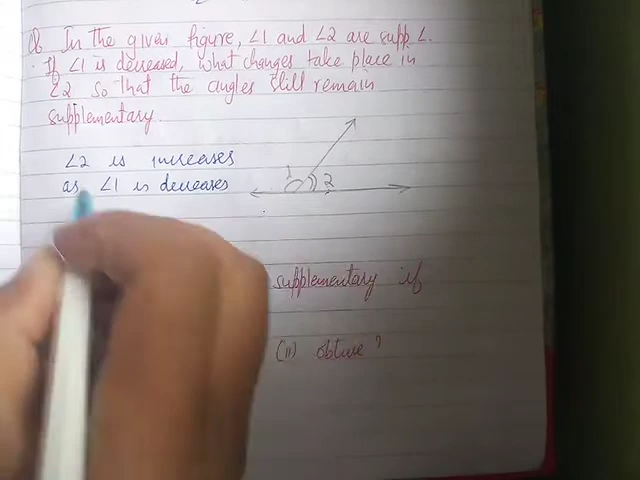 Q In the given figure, ∠1 and ∠2 are supp ∠.
If ∠1 is decreased, what changes take place in
∠2 so that the angles still remain
supplementary.
∠2 is increases
as ∠1 is decreases
1
2
supplementary if
(ii) obtuse ?